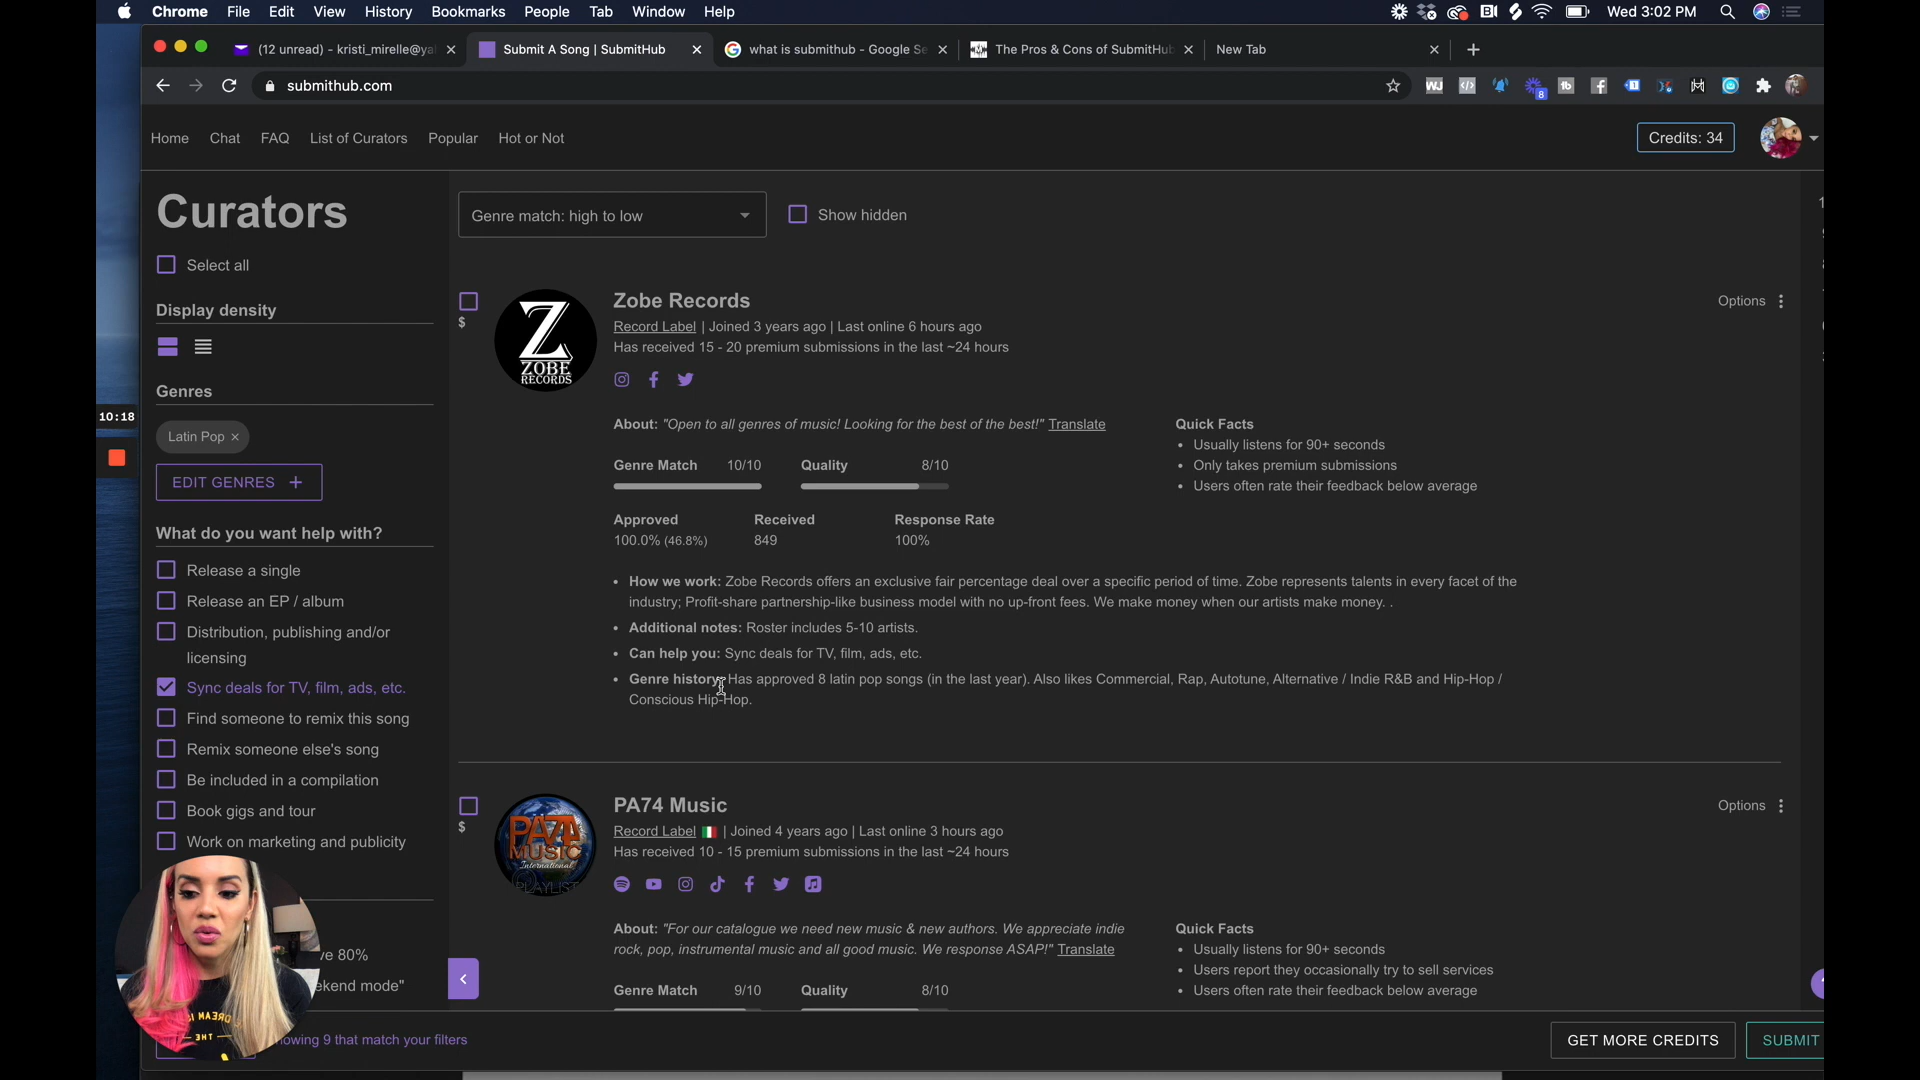 Chrome File Edit View History Bookmarks People Tab Window Help
Wed 3:02 PM
(12 unread) - kristi_mirelle@ya
Submit A Song | SubmitHub
what is submithub - Google Se
The Pros & Cons of SubmitHub
New Tab
submithub.com
8
Home Chat FAQ List of Curators Popular Hot or Not
Credits: 34
Curators
Select all
Display density
Genres
Latin Pop ×
EDIT GENRES +
What do you want help with?
Release a single
Release an EP / album
Distribution, publishing and/or
licensing
Sync deals for TV, film, ads, etc.
Find someone to remix this song
Remix someone else's song
Be included in a compilation
Book gigs and tour
Work on marketing and publicity
80%
mode"
10:18
Genre match: high to low
Show hidden
$
Z
ZOBE
RECORDS
Zobe Records
Options
Record Label | Joined 3 years ago | Last online 6 hours ago
Has received 15 - 20 premium submissions in the last ~24 hours
About: "Open to all genres of music! Looking for the best of the best!" Translate
Genre Match 10/10 Quality 8/10
Approved Received Response Rate
100.0% (46.8%) 849 100%
Quick Facts
• Usually listens for 90+ seconds
• Only takes premium submissions
• Users often rate their feedback below average
• How we work: Zobe Records offers an exclusive fair percentage deal over a specific period of time. Zobe represents talents in every facet of the
industry; Profit-share partnership-like business model with no up-front fees. We make money when our artists make money. .
• Additional notes: Roster includes 5-10 artists.
• Can help you: Sync deals for TV, film, ads, etc.
• Genre history: Has approved 8 latin pop songs (in the last year). Also likes Commercial, Rap, Autotune, Alternative / Indie R&B and Hip-Hop /
Conscious Hip-Hop.
$
PA74
MUSIC
International
PLAYLIST
PA74 Music
Options
Record Label | Joined 4 years ago | Last online 3 hours ago
Has received 10 - 15 premium submissions in the last ~24 hours
About: "For our catalogue we need new music & new authors. We appreciate indie
rock, pop, instrumental music and all good music. We response ASAP!" Translate
Genre Match 9/10 Quality 8/10
Quick Facts
• Usually listens for 90+ seconds
• Users report they occasionally try to sell services
• Users often rate their feedback below average
9 that match your filters
GET MORE CREDITS
SUBMIT